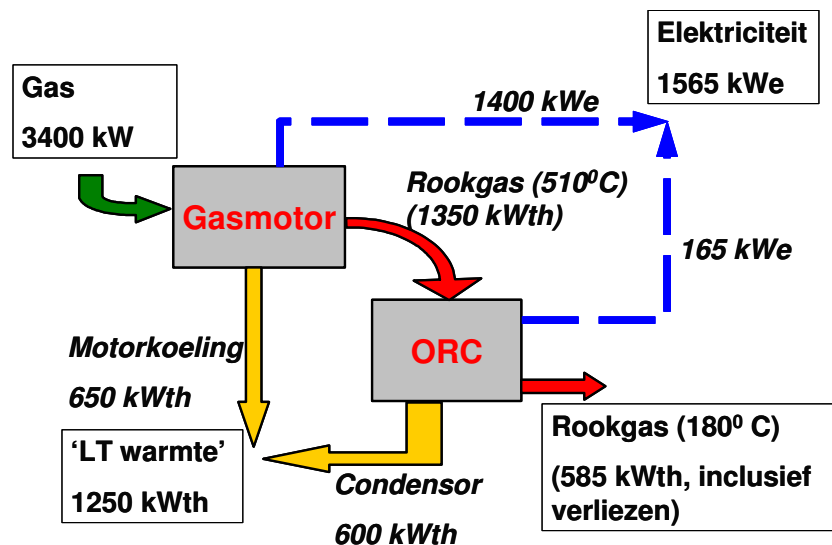 Elektriciteit
1565 kWe
Gas
3400 kW
1400 kWe
Rookgas (510⁰C)
(1350 kWth)
Gasmotor
165 kWe
ORC
Motorkoeling
650 kWth
‘LT warmte’
1250 kWth
Condensor
600 kWth
Rookgas (180⁰ C)
(585 kWth, inclusief
verliezen)